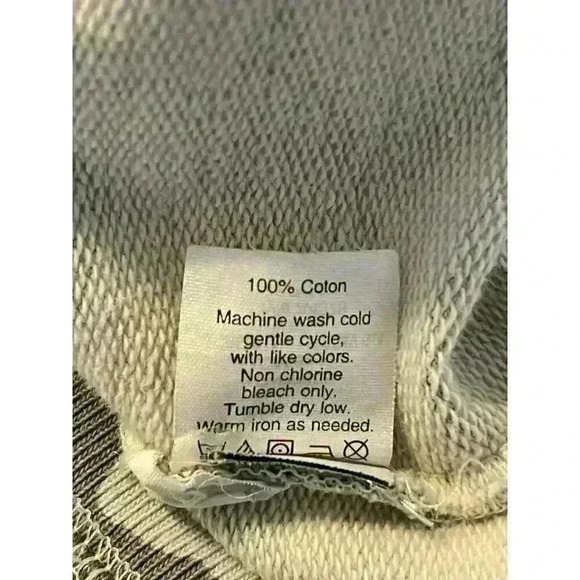 100% Coton
Machine wash cold
gentle cycle,
with like colors.
Non chlorine
bleach only.
Tumble dry low.
Warm iron as needed.